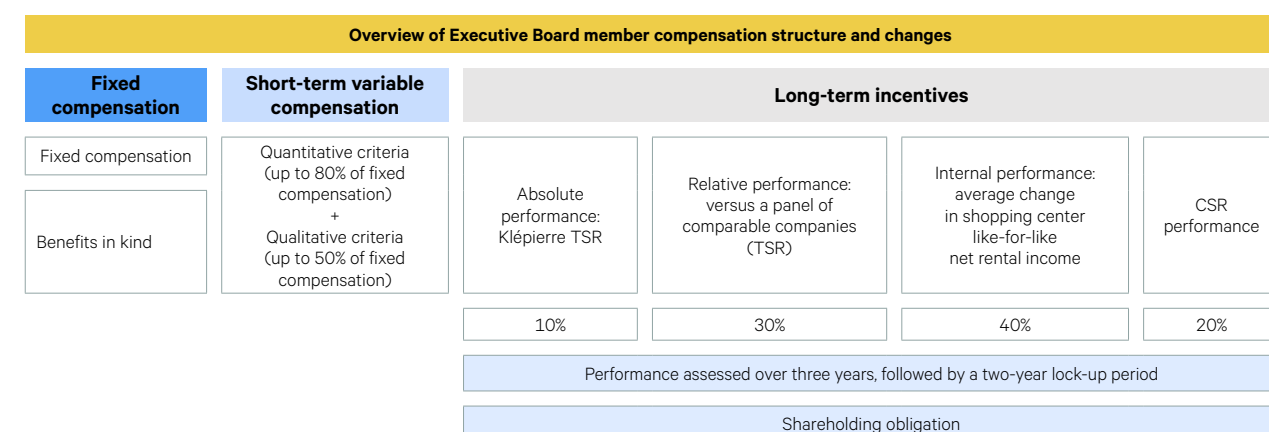 Overview of Executive Board member compensation structure and changes
Fixed
compensation
Short-term variable
compensation
Long-term incentives
Fixed compensation
Benefits in kind
Quantitative criteria
(up to 80% of fixed
compensation)
+
Qualitative criteria
(up to 50% of fixed
compensation)
Absolute
performance:
Klépierre TSR
Relative performance:
versus a panel of
comparable companies
(TSR)
Internal performance:
average change
in shopping center
like-for-like
net rental income
CSR
performance
10%
30%
40%
20%
Performance assessed over three years, followed by a two-year lock-up period
Shareholding obligation